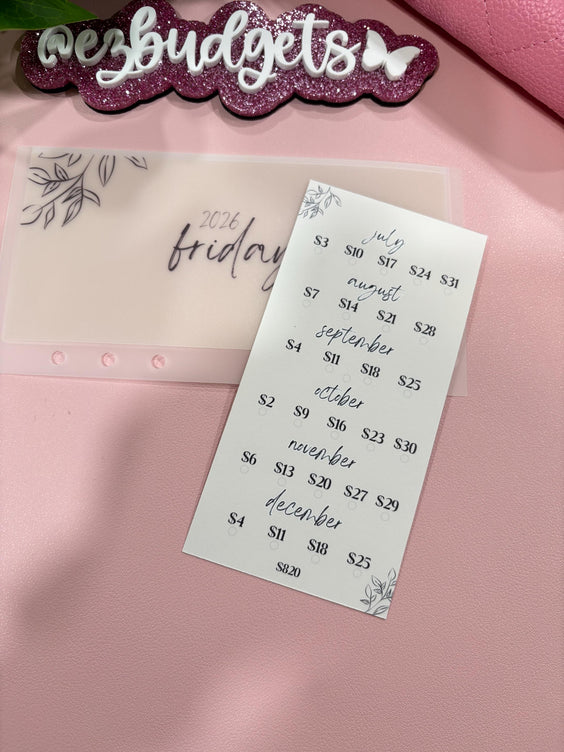 @ezbudgets
2026
friday
july
$3 $10 $17 $24 $31
august
$7 $14 $21 $28
september
$4 $11 $18 $25
october
$2 $9 $16 $23 $30
november
$6 $13 $20 $27 $29
december
$4 $11 $18 $25
$820